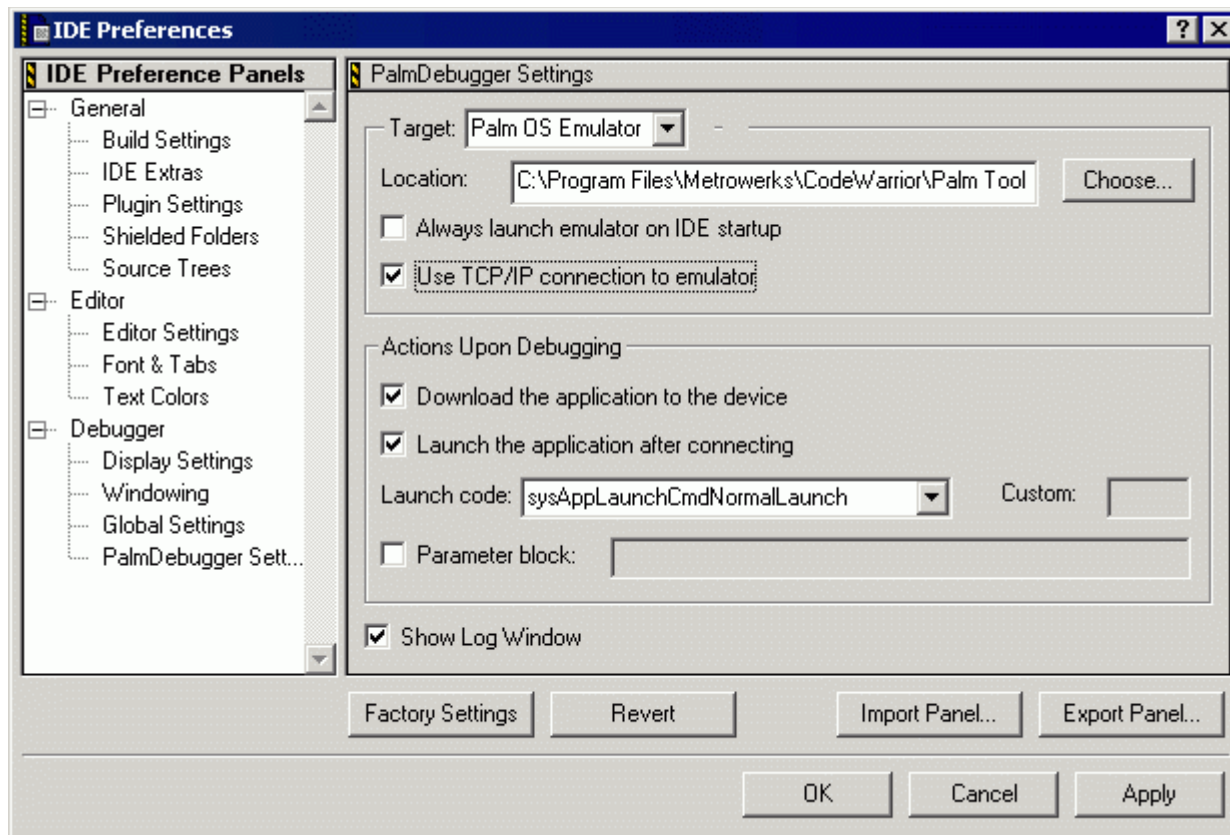 IDE Preferences
IDE Preference Panels
General
Build Settings
IDE Extras
Plugin Settings
Shielded Folders
Source Trees
Editor
Editor Settings
Font & Tabs
Text Colors
Debugger
Display Settings
Windowing
Global Settings
PalmDebugger Sett...
PalmDebugger Settings
Target: Palm OS Emulator -
Location: C:\Program Files\Metrowerks\CodeWarrior\Palm Tool Choose...
Always launch emulator on IDE startup
Use TCP/IP connection to emulator
Actions Upon Debugging
Download the application to the device
Launch the application after connecting
Launch code: sysAppLaunchCmdNormalLaunch Custom:
Parameter block:
Show Log Window
Factory Settings Revert Import Panel... Export Panel...
OK Cancel Apply